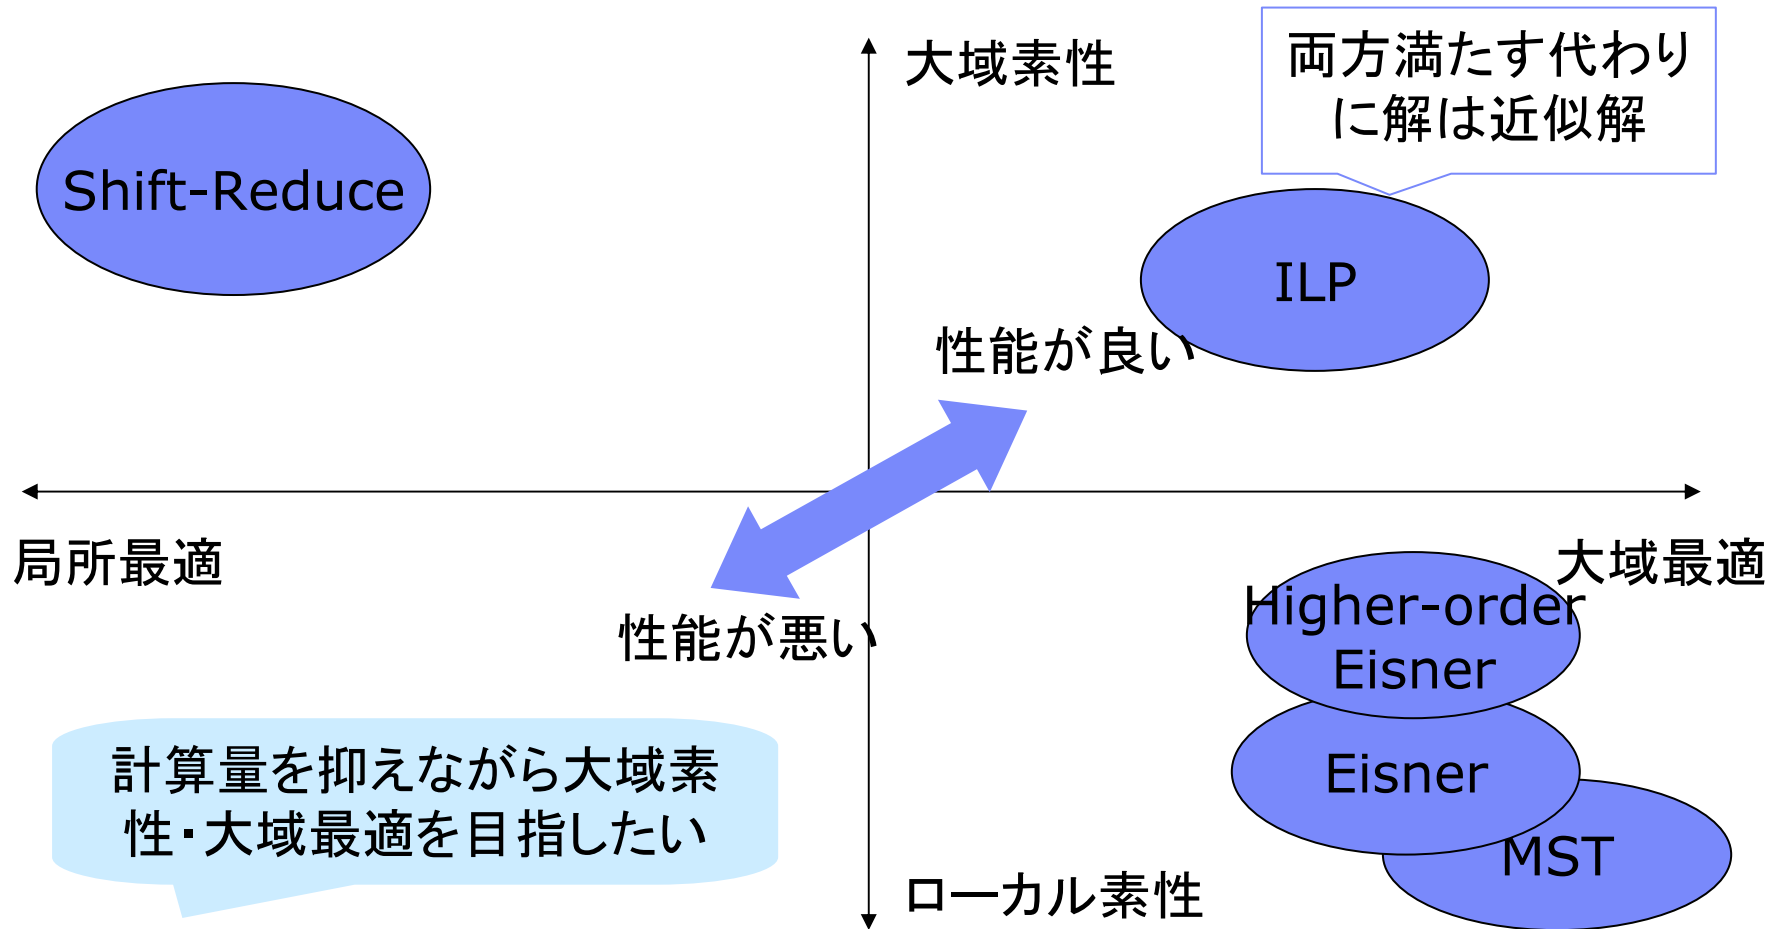 大域素性
両方満たす代わり
に解は近似解
Shift-Reduce
ILP
性能が良い
局所最適
大域最適
Higher-order
Eisner
性能が悪い
Eisner
計算量を抑えながら大域素
性・大域最適を目指したい
MST
ローカル素性